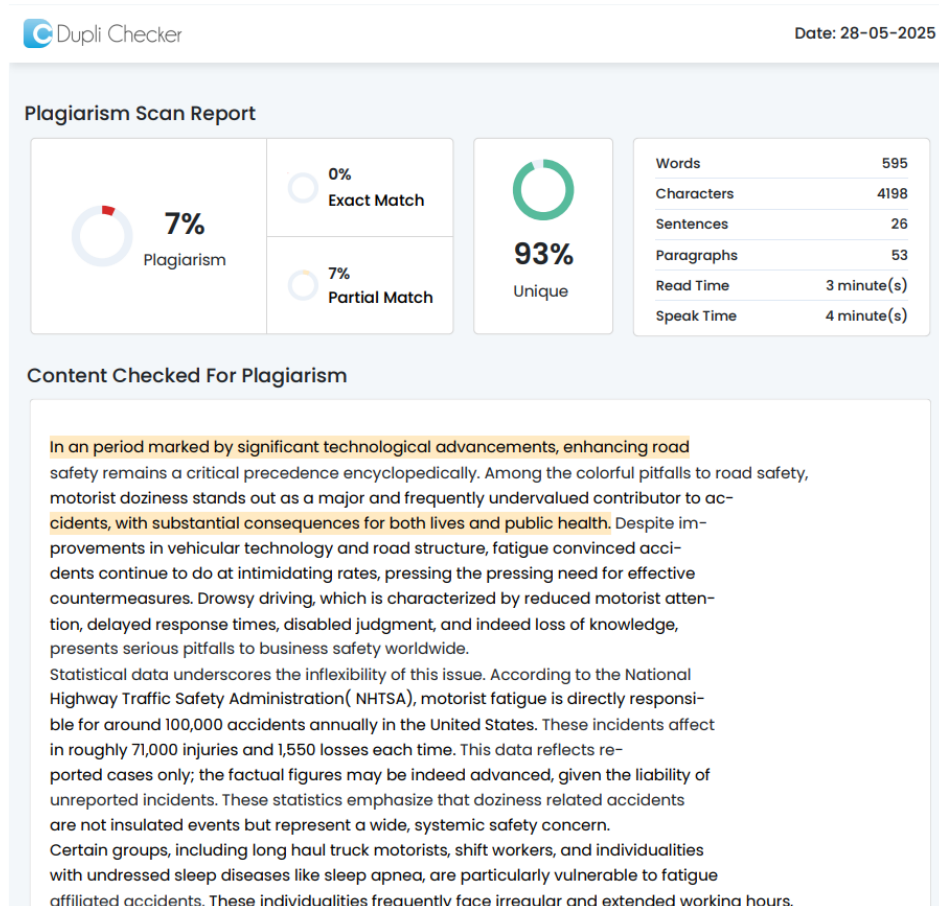 Dupli Checker
Date: 28-05-2025
Plagiarism Scan Report
7%
Plagiarism
0%
Exact Match
7%
Partial Match
93%
Unique
Words 595
Characters 4198
Sentences 26
Paragraphs 53
Read Time 3 minute(s)
Speak Time 4 minute(s)
Content Checked For Plagiarism
In an period marked by significant technological advancements, enhancing road
safety remains a critical precedence encyclopedically. Among the colorful pitfalls to road safety,
motorist doziness stands out as a major and frequently undervalued contributor to ac-
cidents, with substantial consequences for both lives and public health. Despite im-
provements in vehicular technology and road structure, fatigue convinced acci-
dents continue to do at intimidating rates, pressing the pressing need for effective
countermeasures. Drowsy driving, which is characterized by reduced motorist atten-
tion, delayed response times, disabled judgment, and indeed loss of knowledge,
presents serious pitfalls to business safety worldwide.
Statistical data underscores the inflexibility of this issue. According to the National
Highway Traffic Safety Administration( NHTSA), motorist fatigue is directly responsi-
ble for around 100,000 accidents annually in the United States. These incidents affect
in roughly 71,000 injuries and 1,550 losses each time. This data reflects re-
ported cases only; the factual figures may be indeed advanced, given the liability of
unreported incidents. These statistics emphasize that doziness related accidents
are not insulated events but represent a wide, systemic safety concern.
Certain groups, including long haul truck motorists, shift workers, and individualities
with undressed sleep diseases like sleep apnea, are particularly vulnerable to fatigue
affiliated accidents. These individualities frequently face irregular and extended working hours,